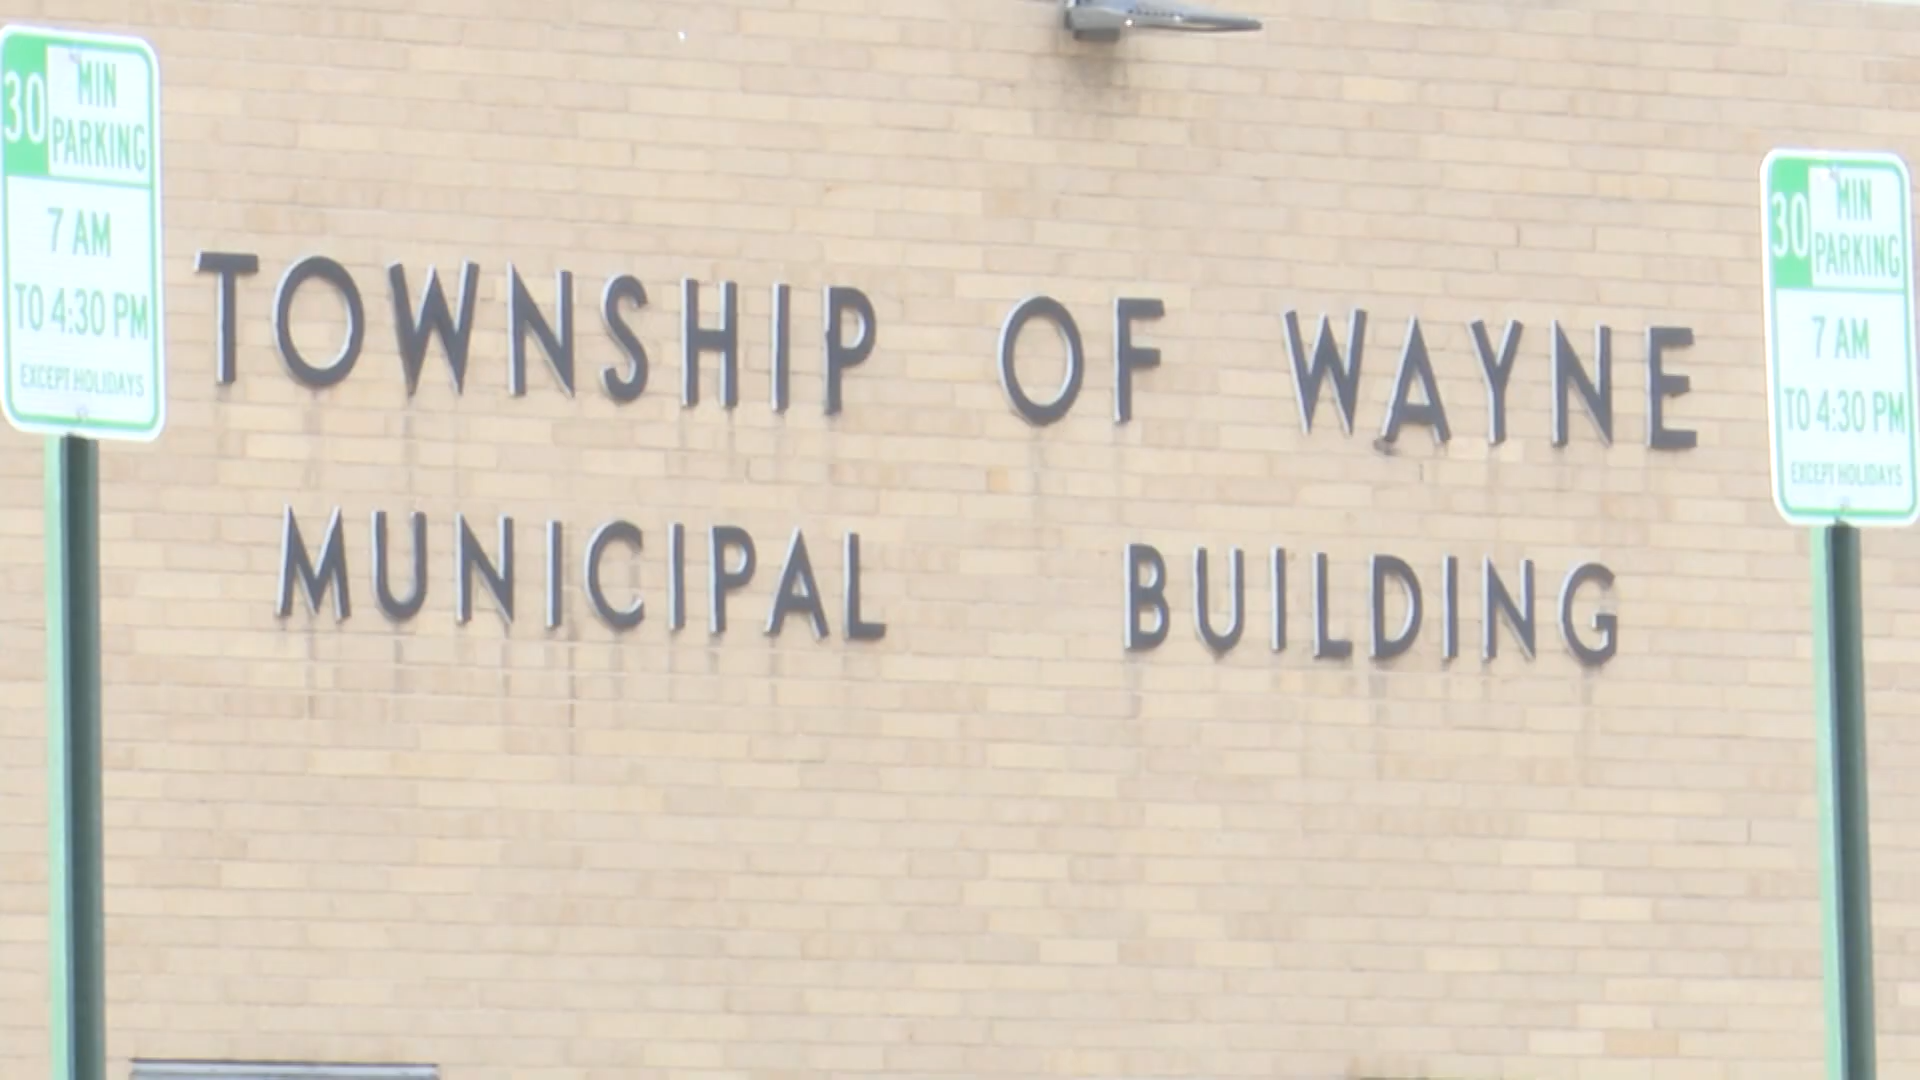 30 MIN
PARKING
7 AM
TO 4:30 PM
EXCEPT HOLIDAYS
TOWNSHIP OF WAYNE
MUNICIPAL BUILDING
30 MIN
PARKING
7 AM
TO 4:30 PM
EXCEPT HOLIDAYS